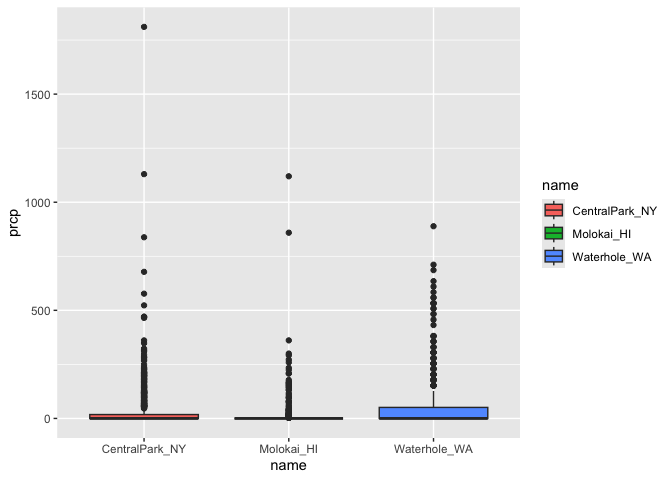 1500
1000
500
0
prcp
CentralPark_NY
Molokai_HI
Waterhole_WA
name
name
CentralPark_NY
Molokai_HI
Waterhole_WA